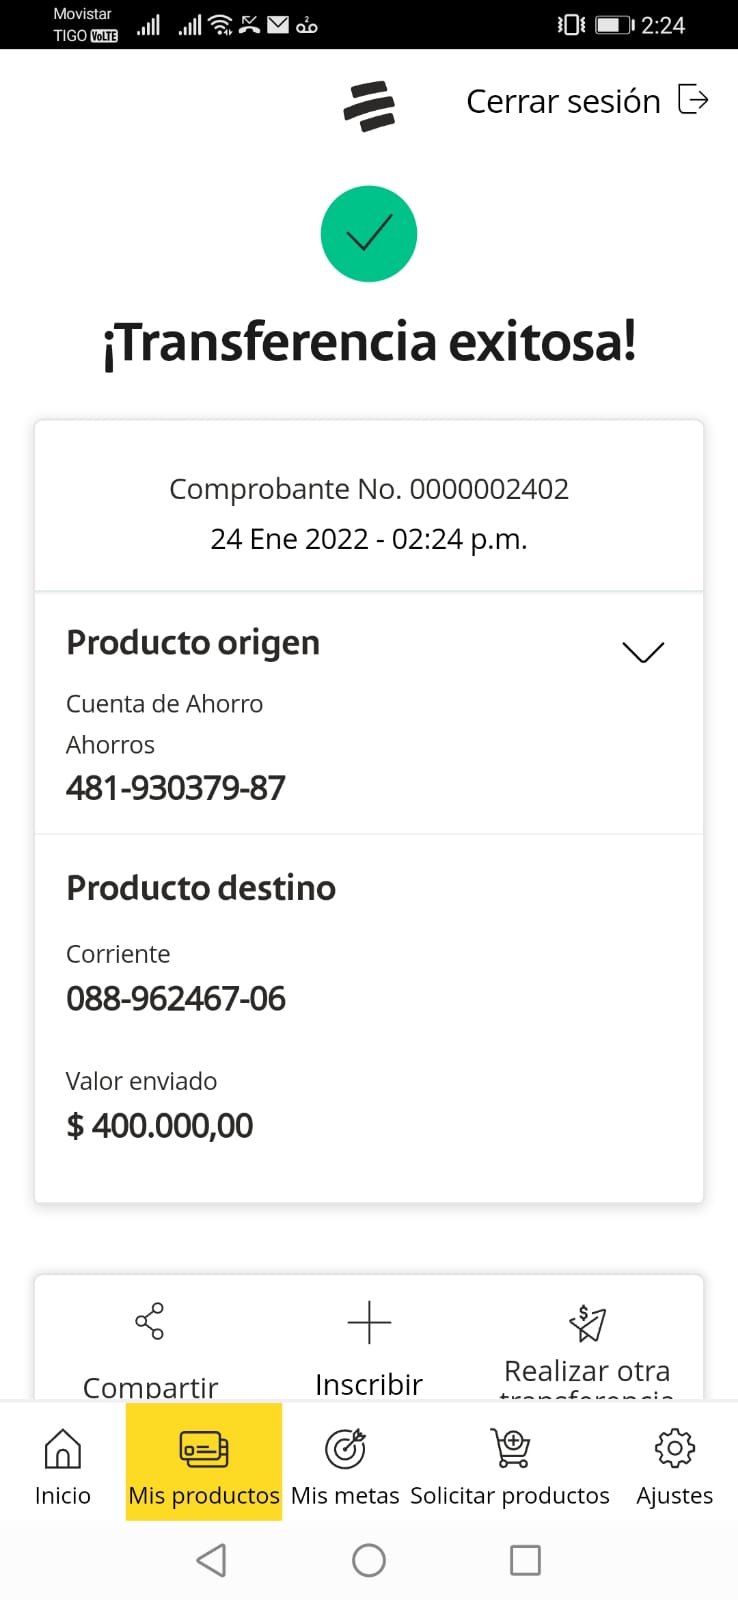 Movistar
TIGO VoLTE
2:24
Cerrar sesión
¡Transferencia exitosa!
Comprobante No. 0000002402
24 Ene 2022 - 02:24 p.m.
Producto origen
Cuenta de Ahorro
Ahorros
481-930379-87
Producto destino
Corriente
088-962467-06
Valor enviado
$ 400.000,00
Compartir
Inscribir
Realizar otra
transferencia
Inicio
Mis productos
Mis metas
Solicitar productos
Ajustes